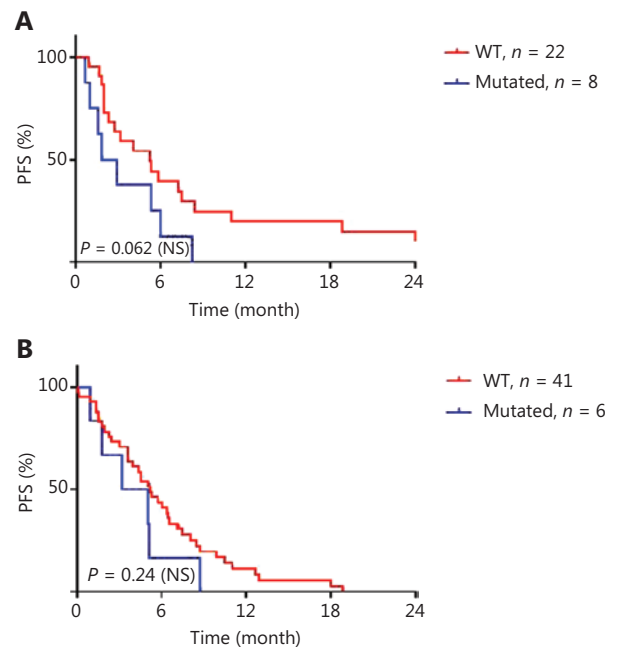 A
WT, n = 22
Mutated, n = 8
100
50
PFS (%)
P = 0.062 (NS)
0 6 12 18 24
Time (month)
B
WT, n = 41
Mutated, n = 6
100
50
PFS (%)
P = 0.24 (NS)
0 6 12 18 24
Time (month)